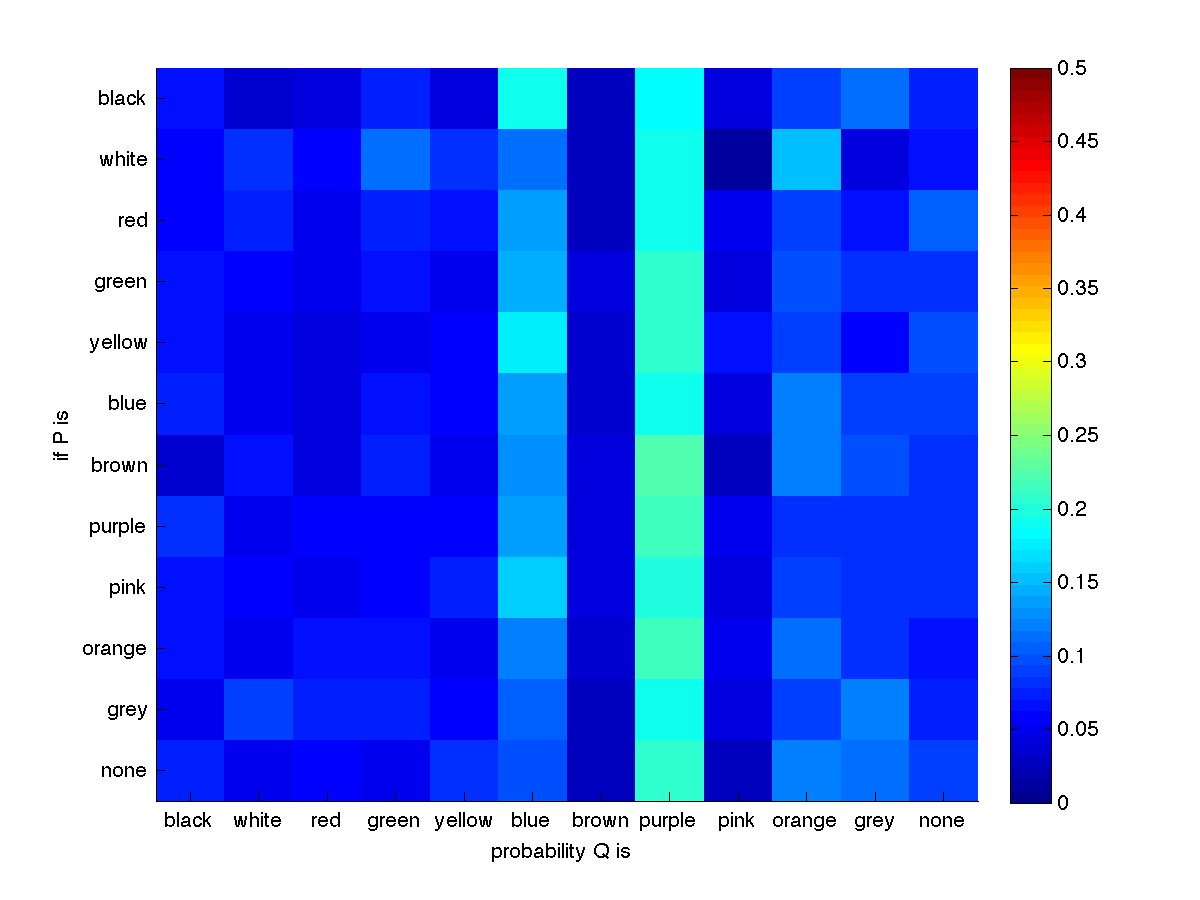 black
white
red
green
yellow
blue
brown
purple
pink
orange
grey
none
if P is
black white red green yellow blue brown purple pink orange grey none
probability Q is
0.5
0.45
0.4
0.35
0.3
0.25
0.2
0.15
0.1
0.05
0